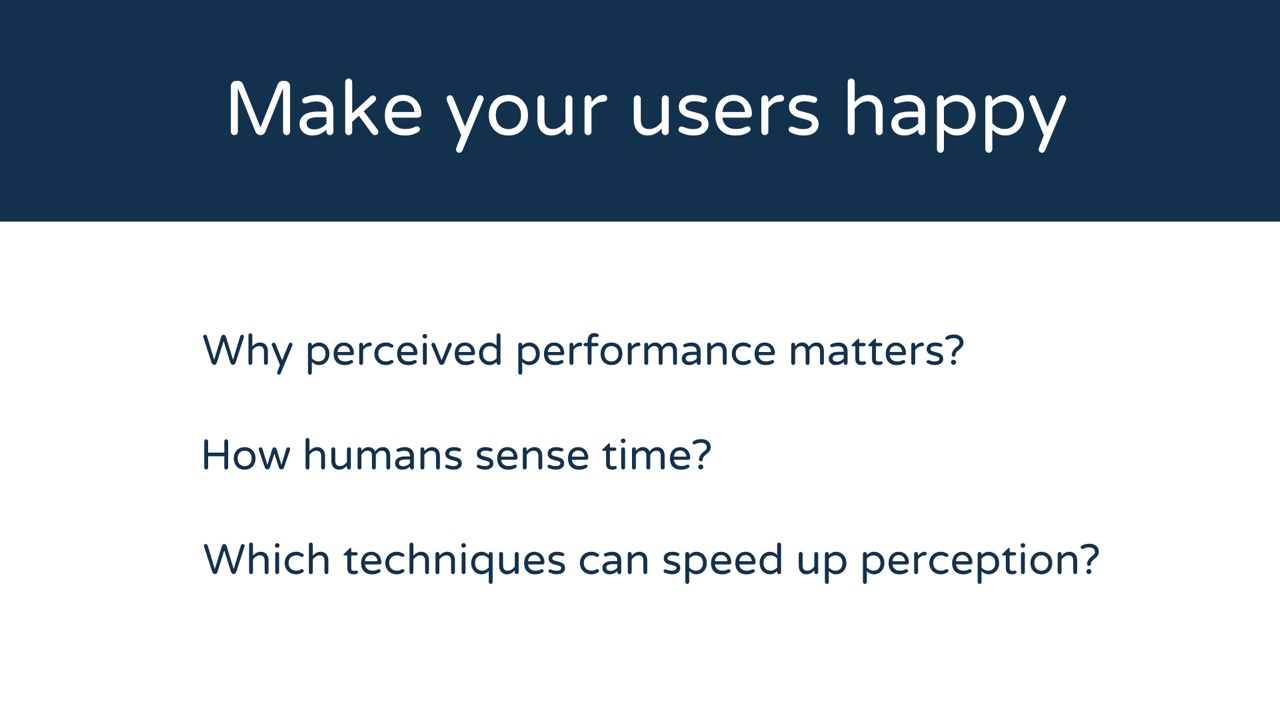 Make your users happy
Why perceived performance matters?
How humans sense time?
Which techniques can speed up perception?